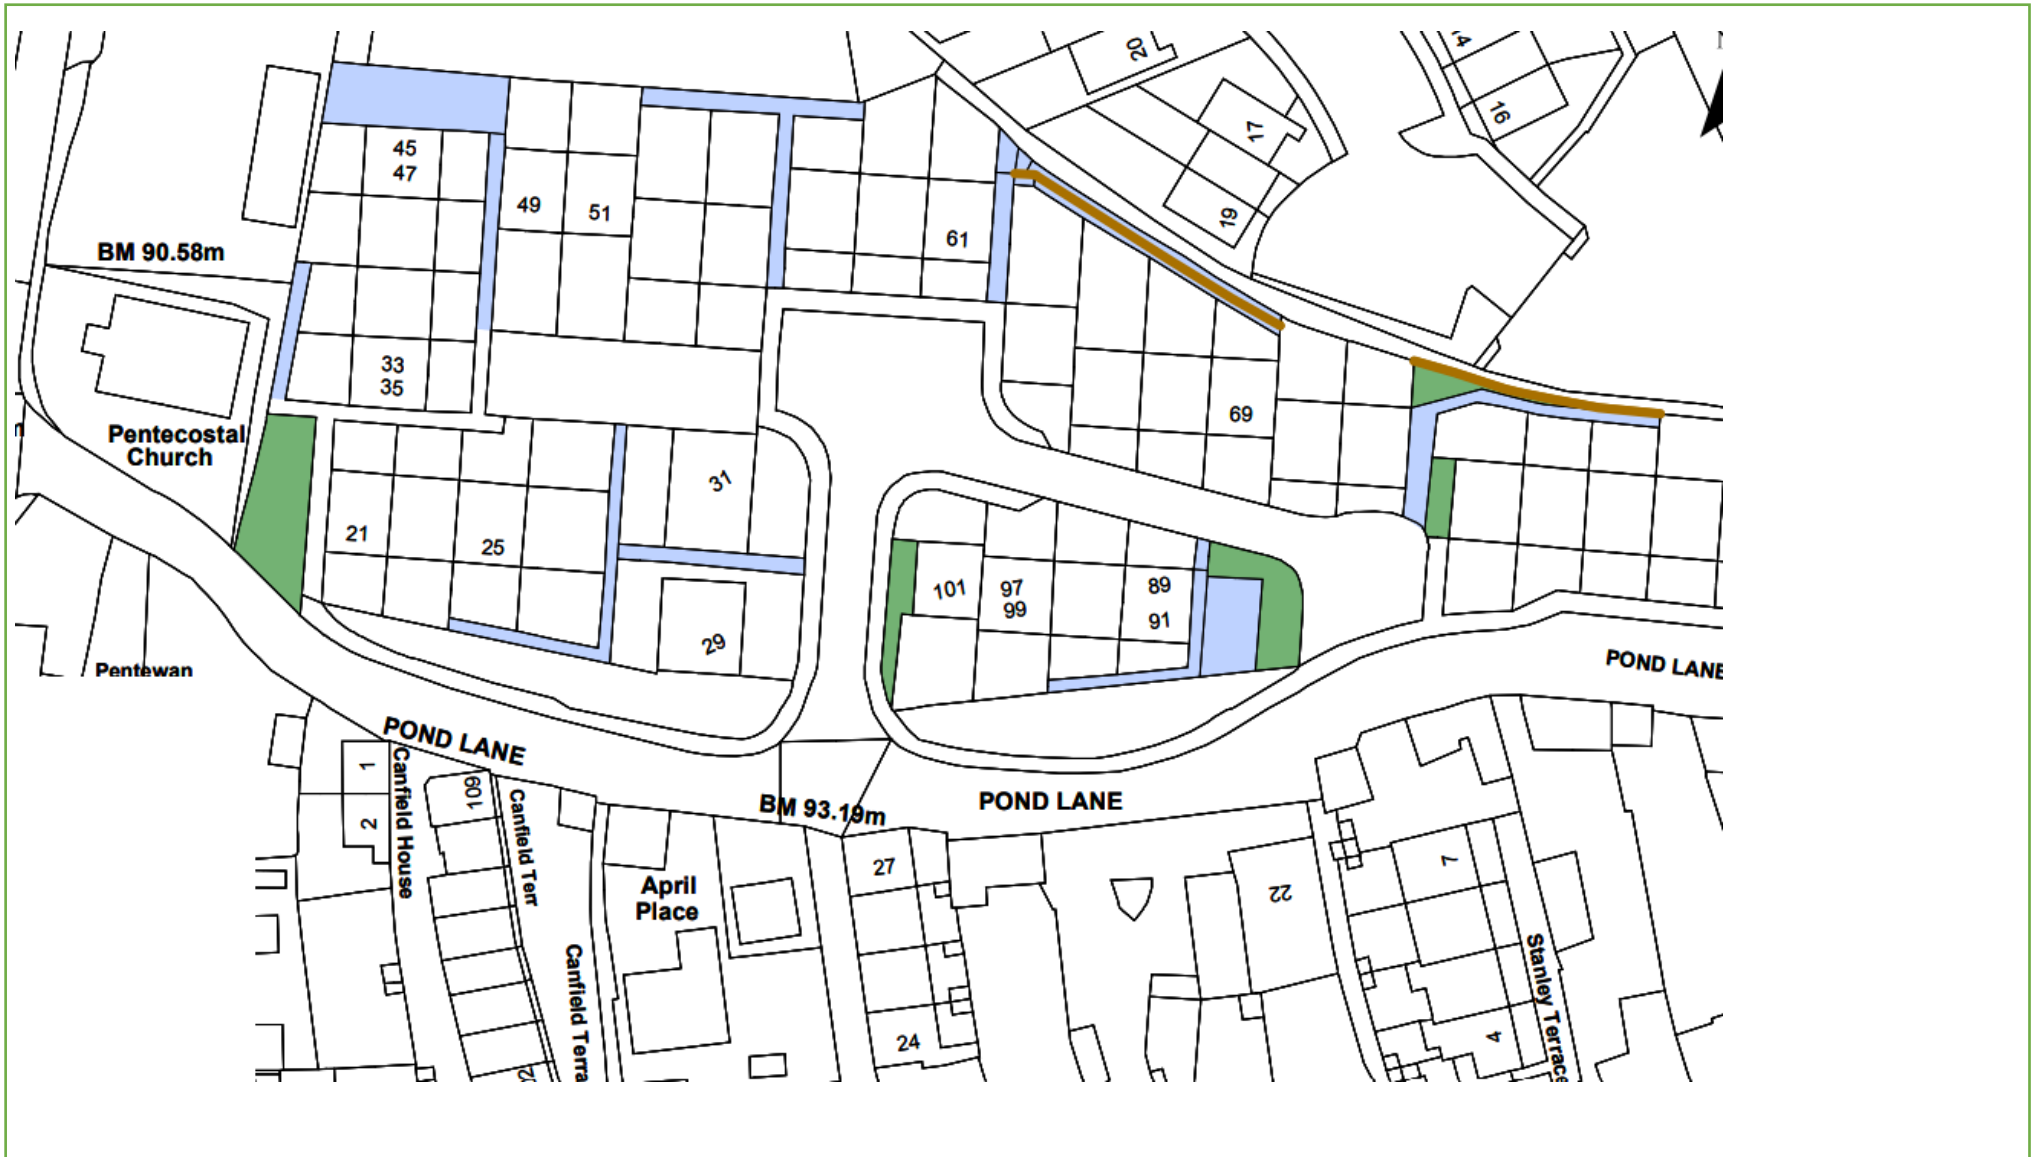 20
14
17
16
19
45
47
49
51
61
BM 90.58m
33
35
69
Pentecostal
Church
31
21
25
101
97
99
89
91
29
Pentewan
POND LANE
POND LANE
1
Canfield House
109
Canfield Terr
2
BM 93.19m
POND LANE
27
7
April
Place
22
Canfield Terra
Stanley Terrace
24
4